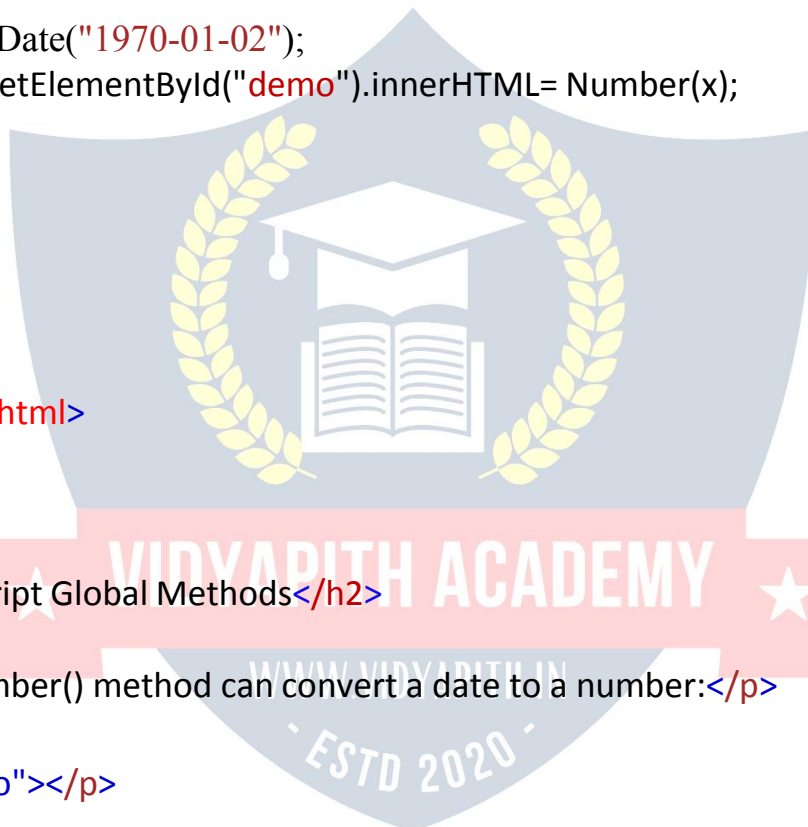 Date("1970-01-02");
etElementById("demo").innerHTML= Number(x);
html>
VIDYAPITH ACADEMY
ript Global Methods</h2>
WWW.VIDYAPITH.IN
nber() method can convert a date to a number:</p>
- ESTD 2020 -
o"></p>